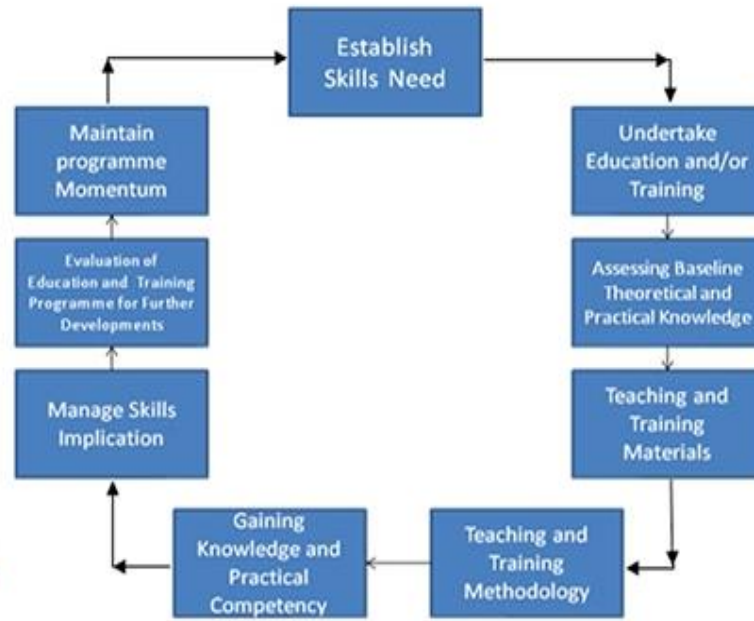 Establish
Skills Need
Undertake
Education and/or
Training
Assessing Baseline
Theoretical and
Practical Knowledge
Teaching and
Training
Materials
Teaching and
Training
Methodology
Gaining
Knowledge and
Practical
Competency
Manage Skills
Implication
Evaluation of
Education and Training
Programme for Further
Developments
Maintain
programme
Momentum